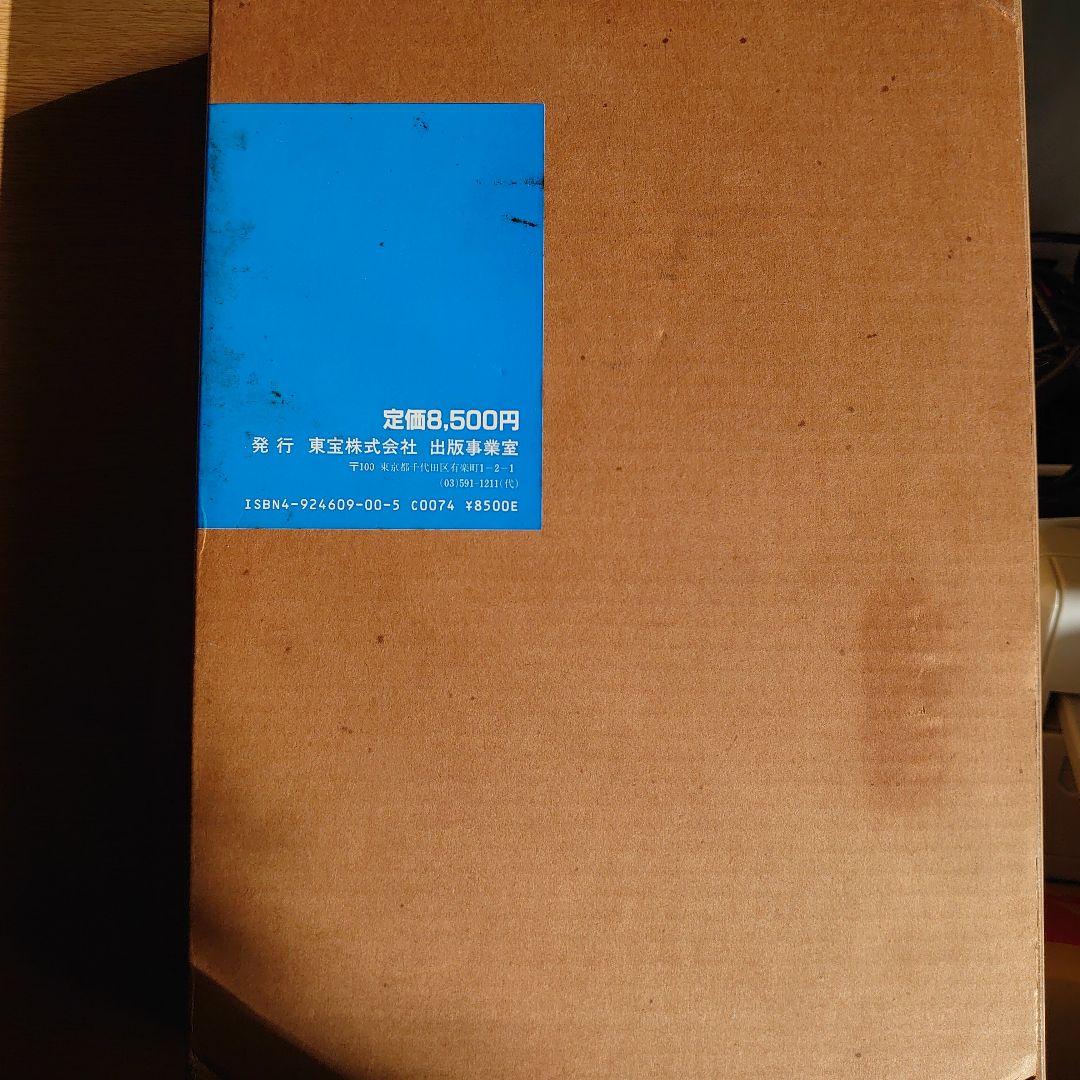 定価8,500円
発行 東宝株式会社 出版事業室
〒100 東京都千代田区有楽町1-2-1
(03)591-1211(代)
ISBN4-924609-00-5 C0074 ¥8500E